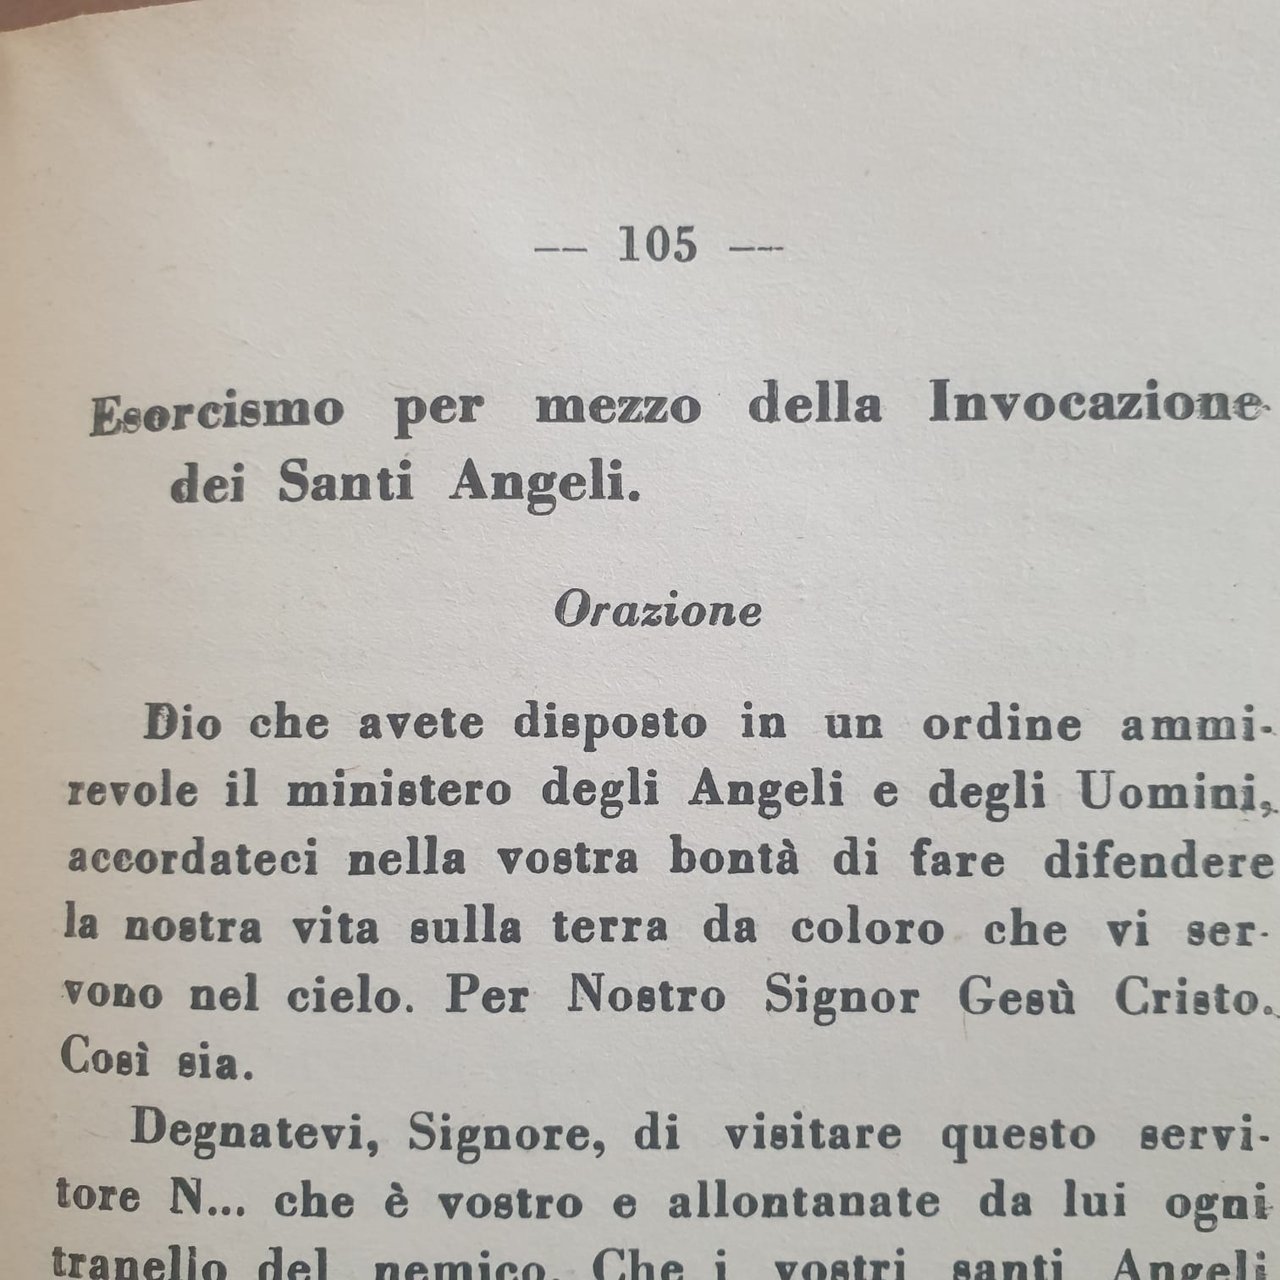 — 105 —
Esorcismo per mezzo della Invocazione
dei Santi Angeli.
Orazione
Dio che avete disposto in un ordine ammi-
revole il ministero degli Angeli e degli Uomini,
accordateci nella vostra bontà di fare difendere
la nostra vita sulla terra da coloro che vi ser-
vono nel cielo. Per Nostro Signor Gesù Cristo.
Così sia.
Degnatevi, Signore, di visitare questo servi-
tore N... che è vostro e allontanate da lui ogni
tranello del nemico. Che i vostri santi Angeli